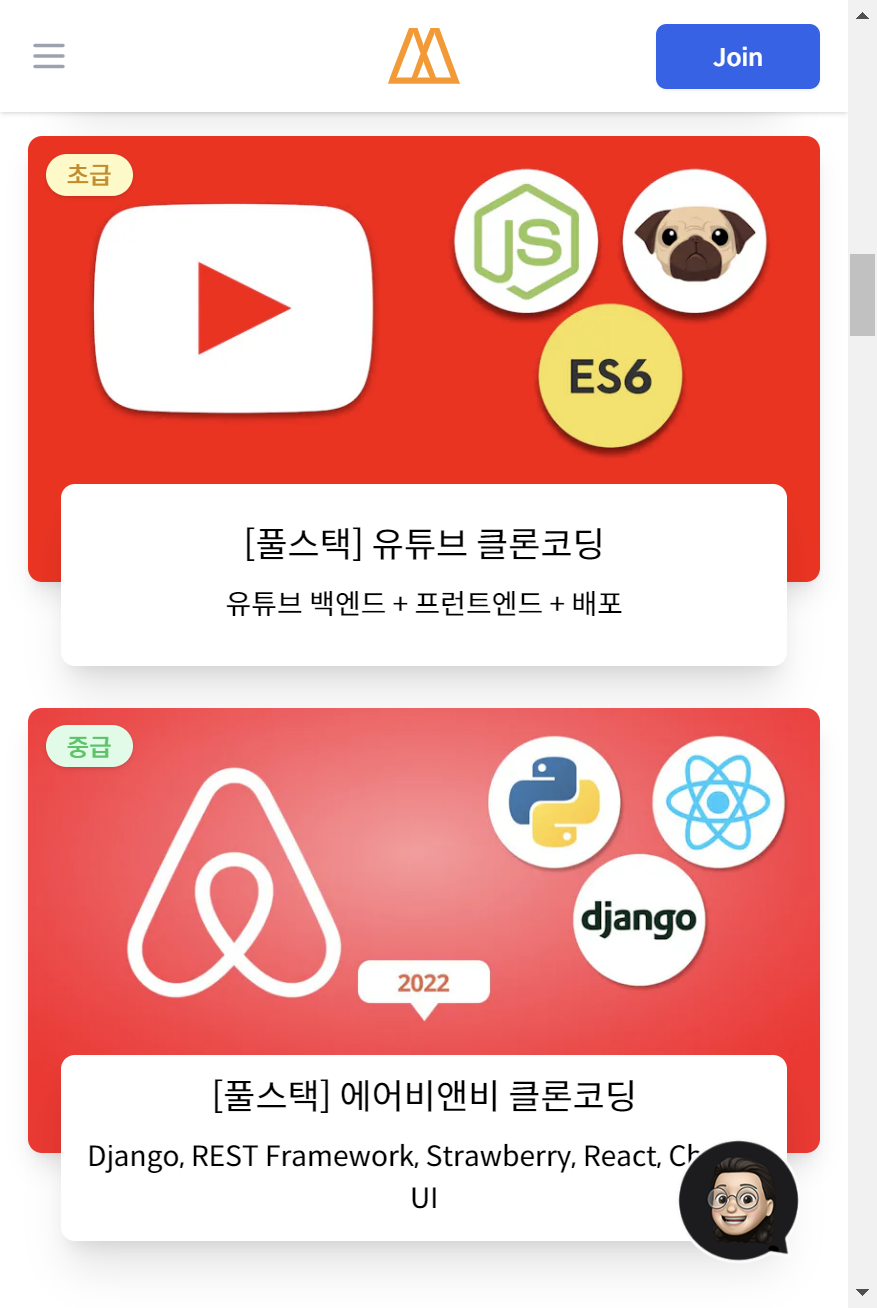 Join
초급
JS
ES6
[풀스택] 유튜브 클론코딩
유튜브 백엔드 + 프런트엔드 + 배포
중급
django
2022
[풀스택] 에어비앤비 클론코딩
Django, REST Framework, Strawberry, React,
UI